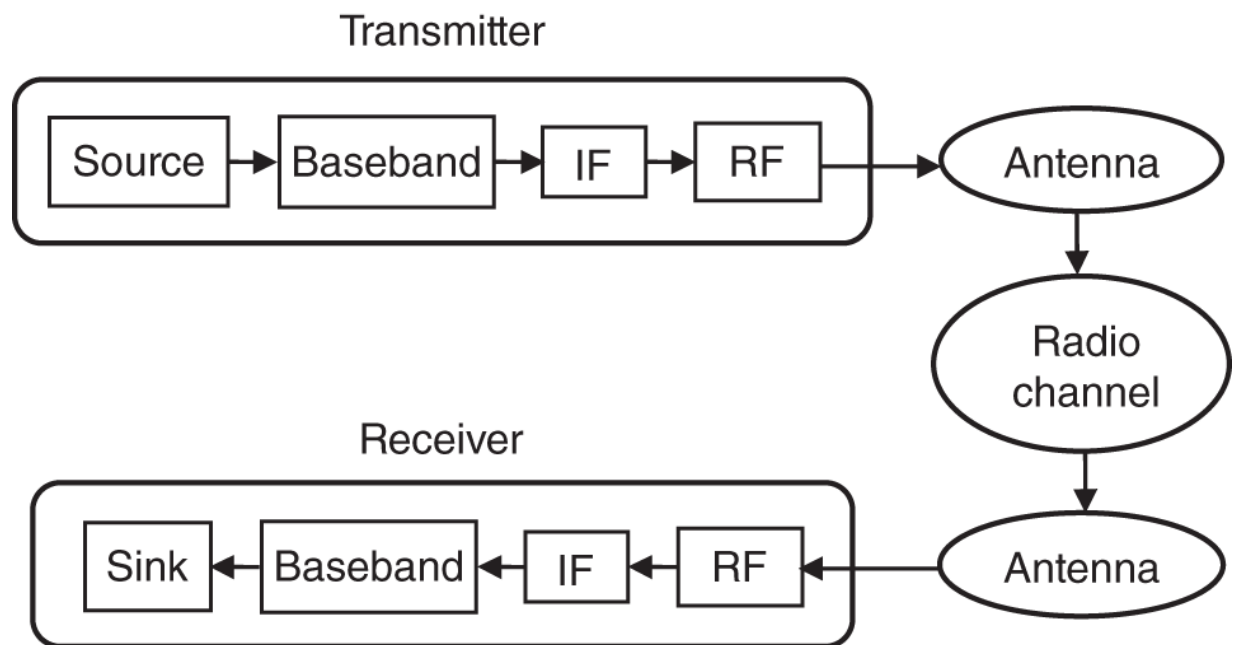 Transmitter
Source
Baseband
IF
RF
Antenna
Radio
channel
Receiver
Sink
Baseband
IF
RF
Antenna